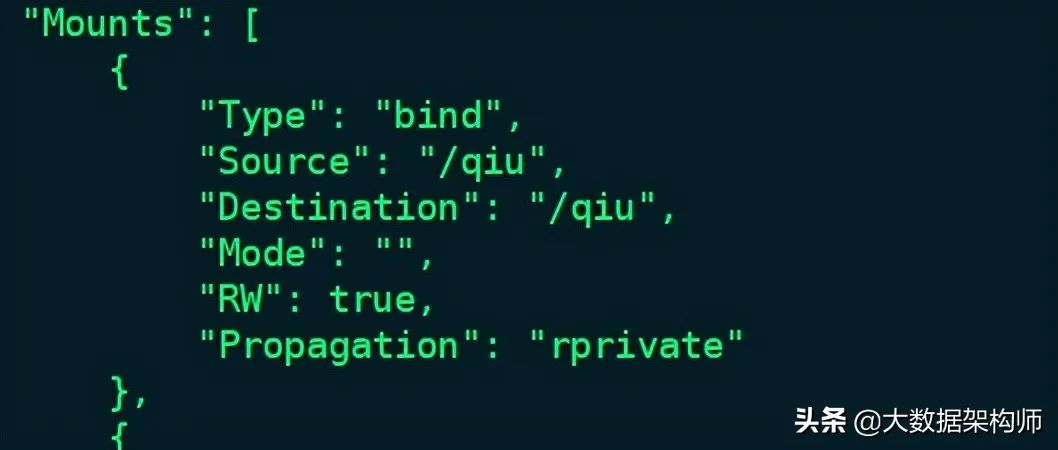 "Mounts": [
{
"Type": "bind",
"Source": "/qiu",
"Destination": "/qiu",
"Mode": "",
"RW": true,
"Propagation": "rprivate"
},
{
头条 @大数据架构师